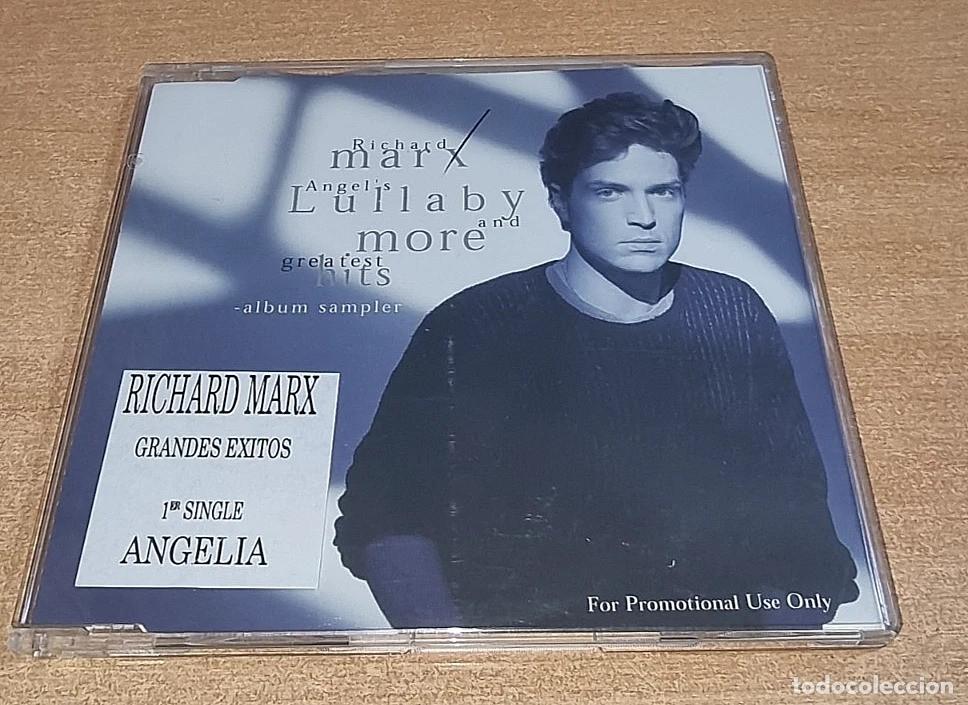 Richard
marx
Angel's
Lullaby
and
more
greatest
hits
-album sampler
RICHARD MARX
GRANDES EXITOS
1ER SINGLE
ANGELIA
For Promotional Use Only
todocoleccion